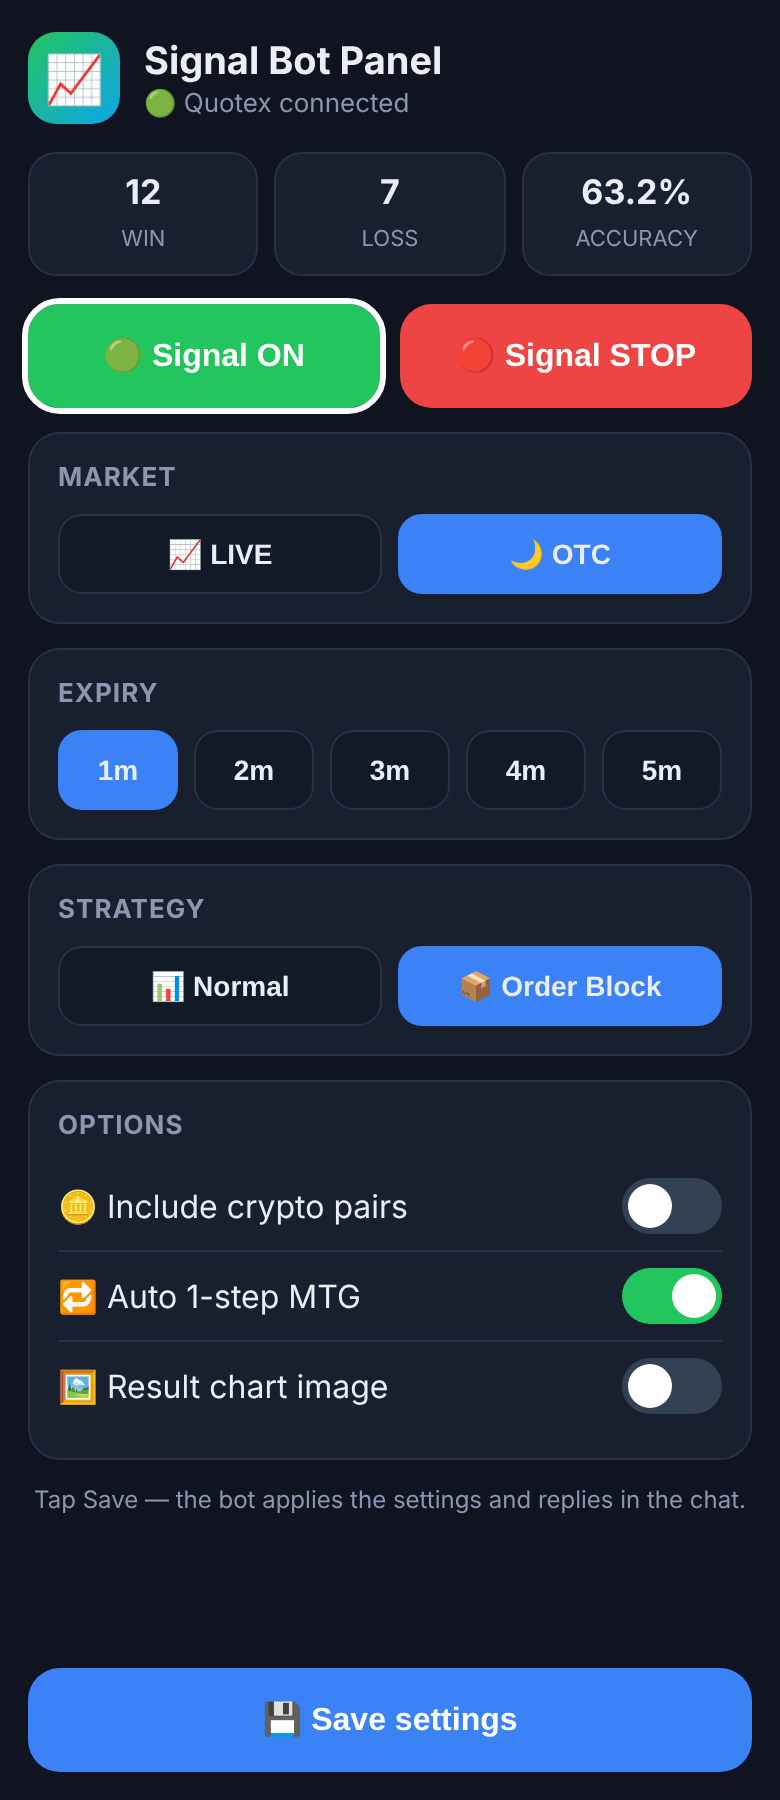 Signal Bot Panel
🟢 Quotex connected
12 7 63.2%
WIN LOSS ACCURACY
🟢 Signal ON 🔴 Signal STOP
MARKET
📈 LIVE 🌙 OTC
EXPIRY
1m 2m 3m 4m 5m
STRATEGY
📊 Normal 📦 Order Block
OPTIONS
🪙 Include crypto pairs
🔁 Auto 1-step MTG
🖼️ Result chart image
Tap Save — the bot applies the settings and replies in the chat.
💾 Save settings